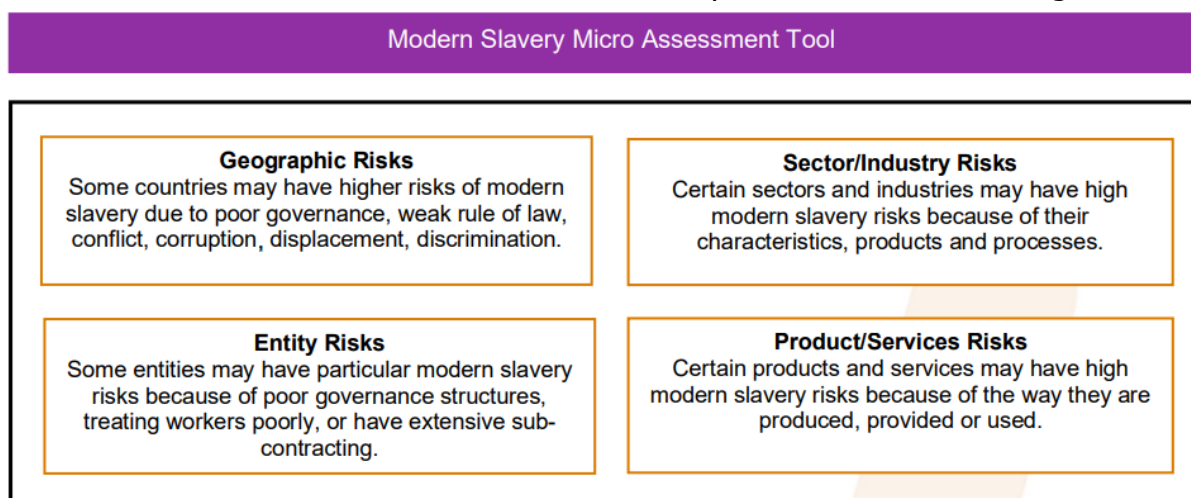 Modern Slavery Micro Assessment Tool
Geographic Risks
Some countries may have higher risks of modern
slavery due to poor governance, weak rule of law,
conflict, corruption, displacement, discrimination.
Sector/Industry Risks
Certain sectors and industries may have high
modern slavery risks because of their
characteristics, products and processes.
Entity Risks
Some entities may have particular modern slavery
risks because of poor governance structures,
treating workers poorly, or have extensive sub-
contracting.
Product/Services Risks
Certain products and services may have high
modern slavery risks because of the way they are
produced, provided or used.